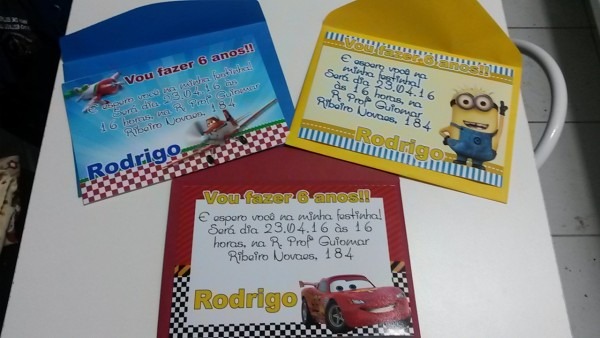 Vou fazer 6 anos!!
E espero você na minha festinha!
Será dia 23.04.16 às
16 horas, na R. Profª Guiomar
Ribeiro Novaes, 184
Rodrigo
Vou fazer 6 anos!!
E espero você na
minha festinha!
Será dia 23.04.16
às 16 horas, na
R. Profª Guiomar
Ribeiro Novaes, 184
Rodrigo
Vou fazer 6 anos!!
E espero você na minha festinha!
Será dia 23.04.16 às 16
horas, na R. Profª Guiomar
Ribeiro Novaes, 184
Rodrigo